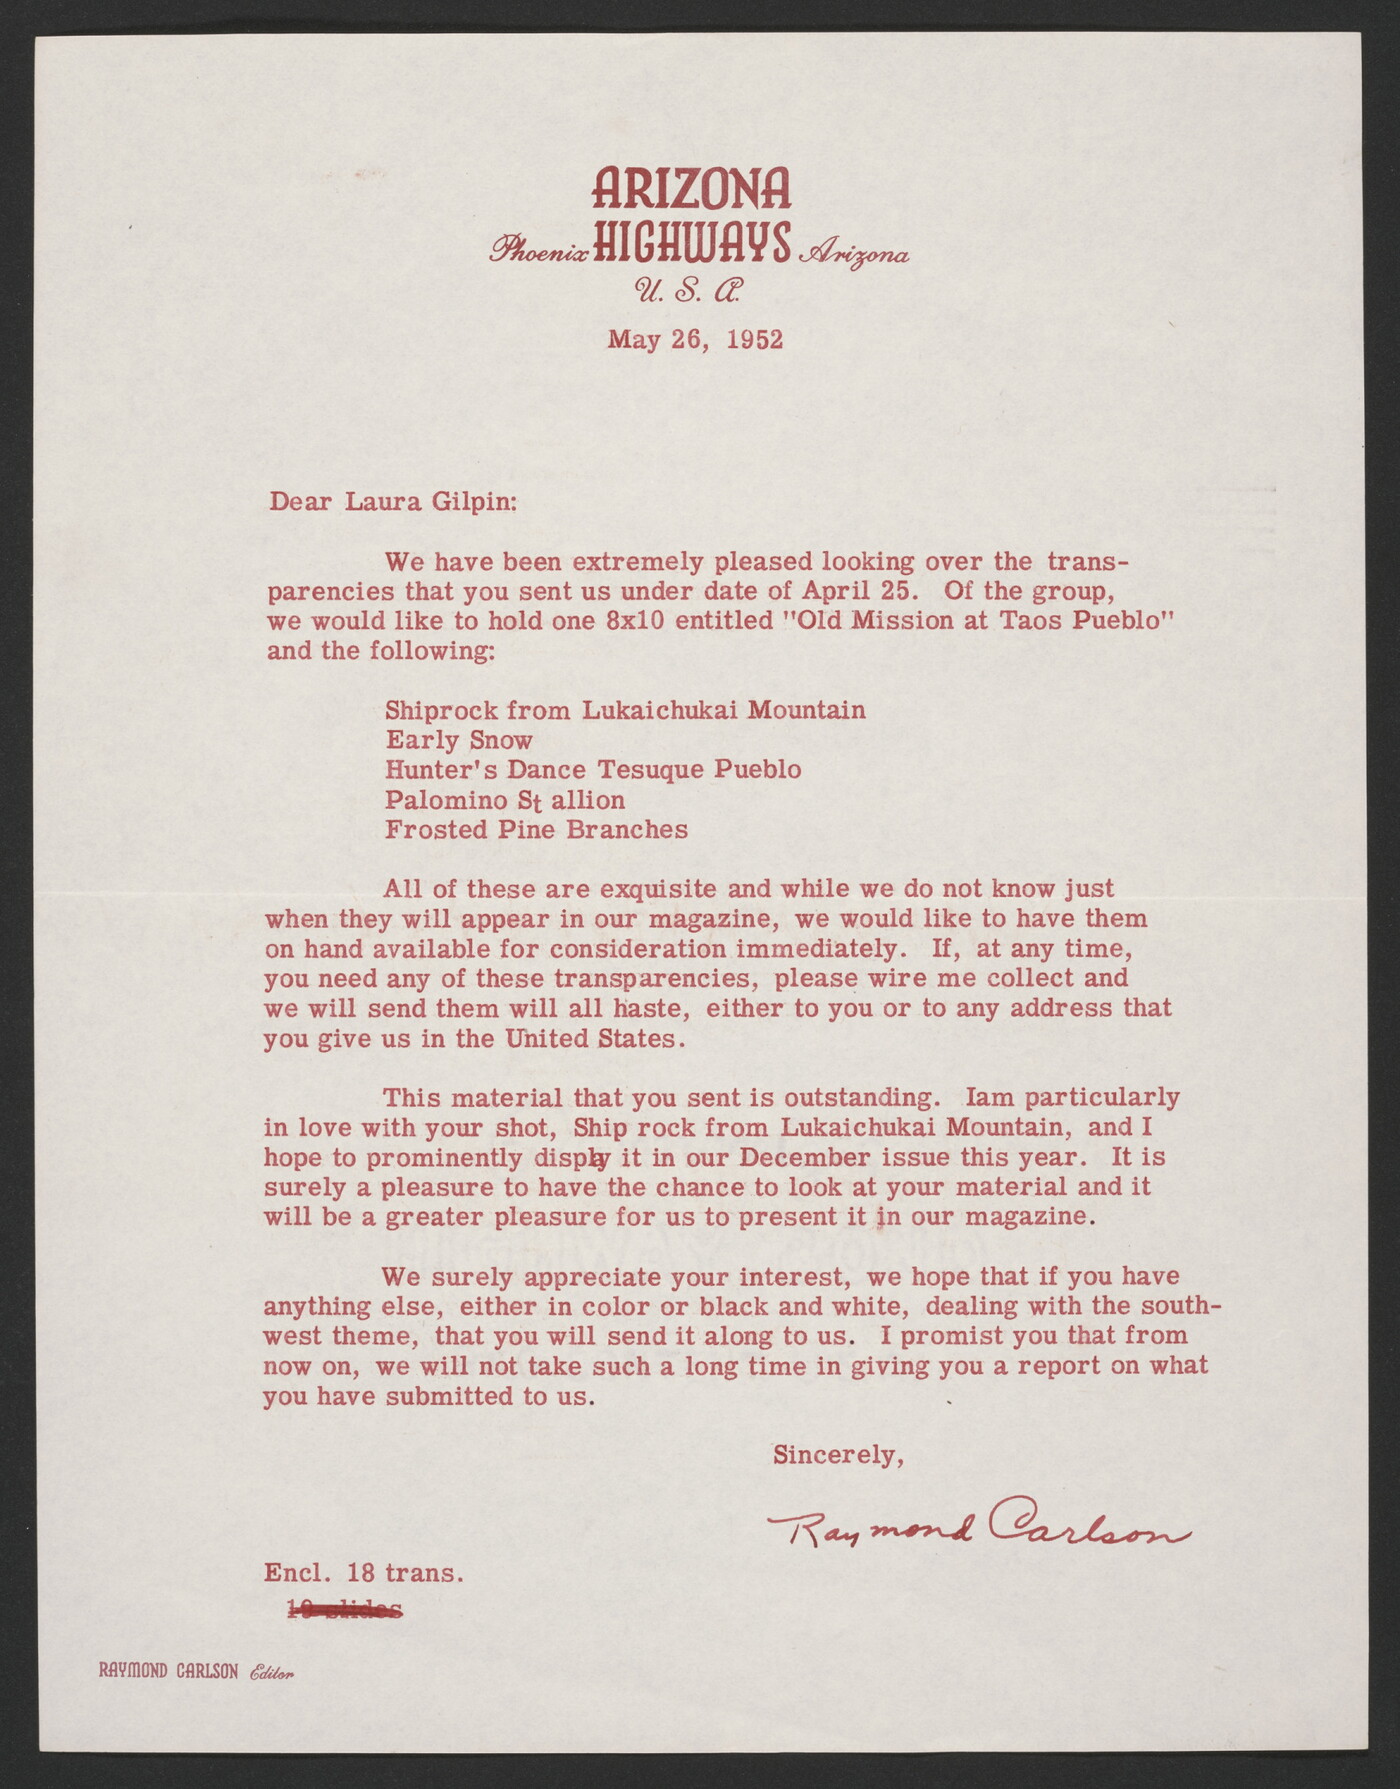 ARIZONA
Phoenix HIGHWAYS Arizona
U. S. A.
May 26, 1952
Dear Laura Gilpin:
We have been extremely pleased looking over the trans-
parencies that you sent us under date of April 25. Of the group,
we would like to hold one 8x10 entitled "Old Mission at Taos Pueblo"
and the following:
Shiprock from Lukaichukai Mountain
Early Snow
Hunter's Dance Tesuque Pueblo
Palomino St allion
Frosted Pine Branches
All of these are exquisite and while we do not know just
when they will appear in our magazine, we would like to have them
on hand available for consideration immediately. If, at any time,
you need any of these transparencies, please wire me collect and
we will send them will all haste, either to you or to any address that
you give us in the United States.
This material that you sent is outstanding. Iam particularly
in love with your shot, Ship rock from Lukaichukai Mountain, and I
hope to prominently display it in our December issue this year. It is
surely a pleasure to have the chance to look at your material and it
will be a greater pleasure for us to present it in our magazine.
We surely appreciate your interest, we hope that if you have
anything else, either in color or black and white, dealing with the south-
west theme, that you will send it along to us. I promist you that from
now on, we will not take such a long time in giving you a report on what
you have submitted to us.
Sincerely,
Raymond Carlson
Encl. 18 trans.
slides
RAYMOND CARLSON Editor